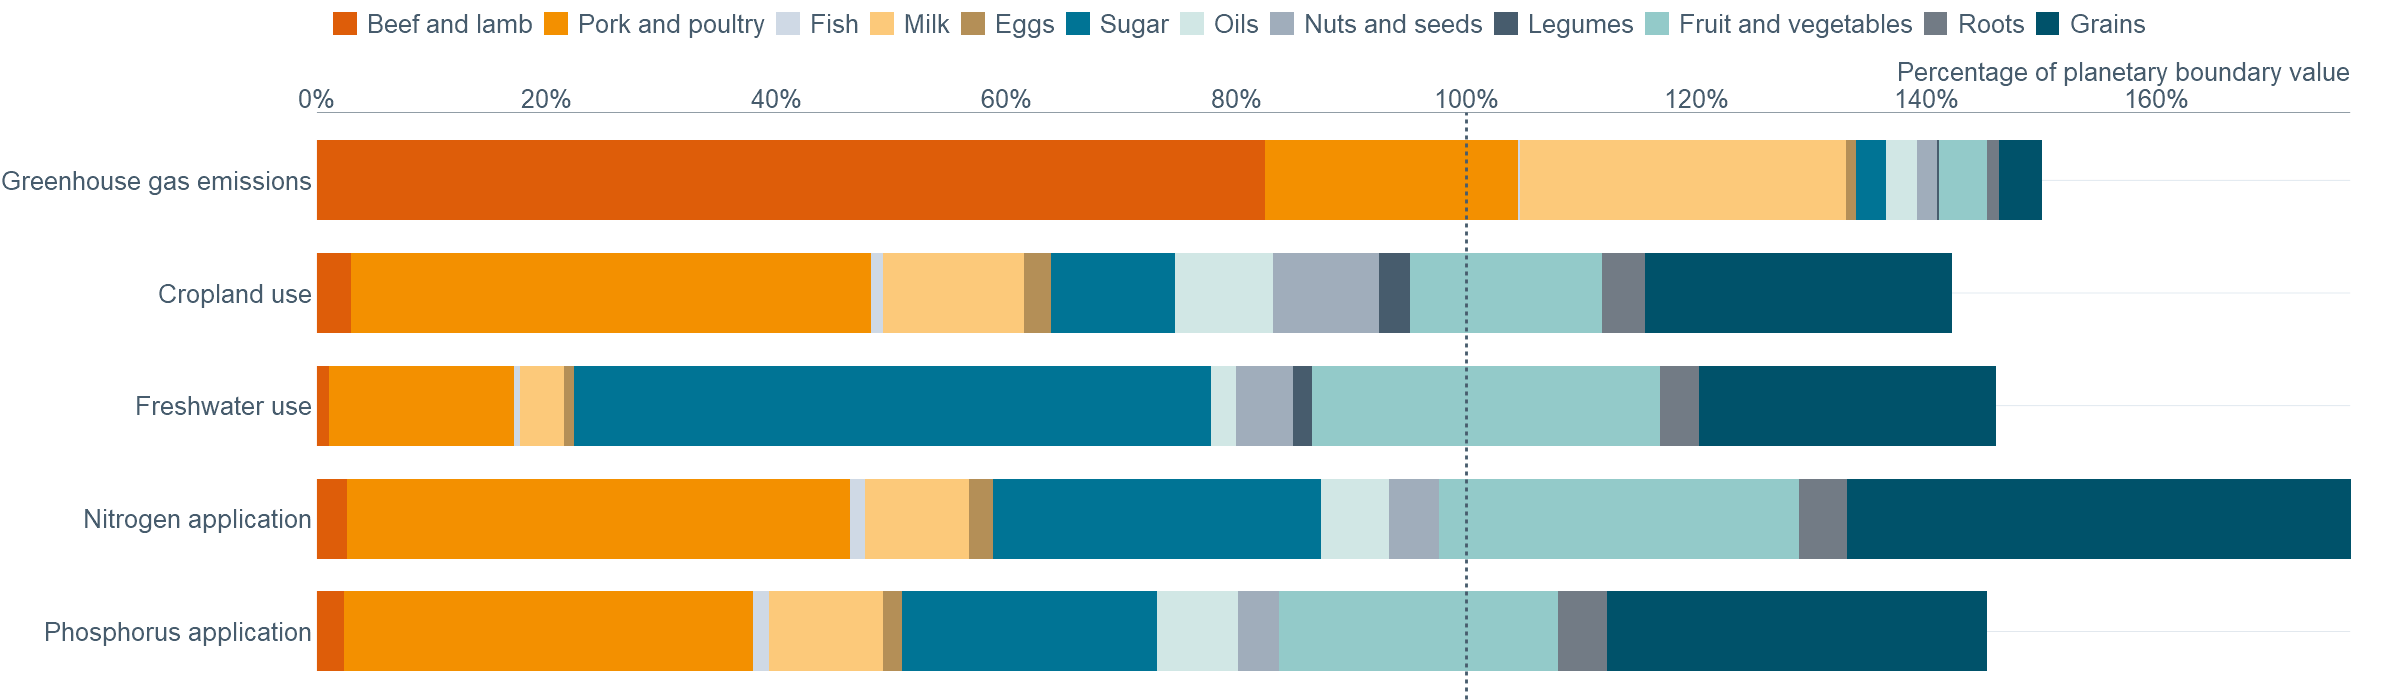 Beef and lamb Pork and poultry Fish Milk Eggs Sugar Oils Nuts and seeds Legumes Fruit and vegetables Roots Grains
Percentage of planetary boundary value
0% 20% 40% 60% 80% 100% 120% 140% 160%
Greenhouse gas emissions
Cropland use
Freshwater use
Nitrogen application
Phosphorus application